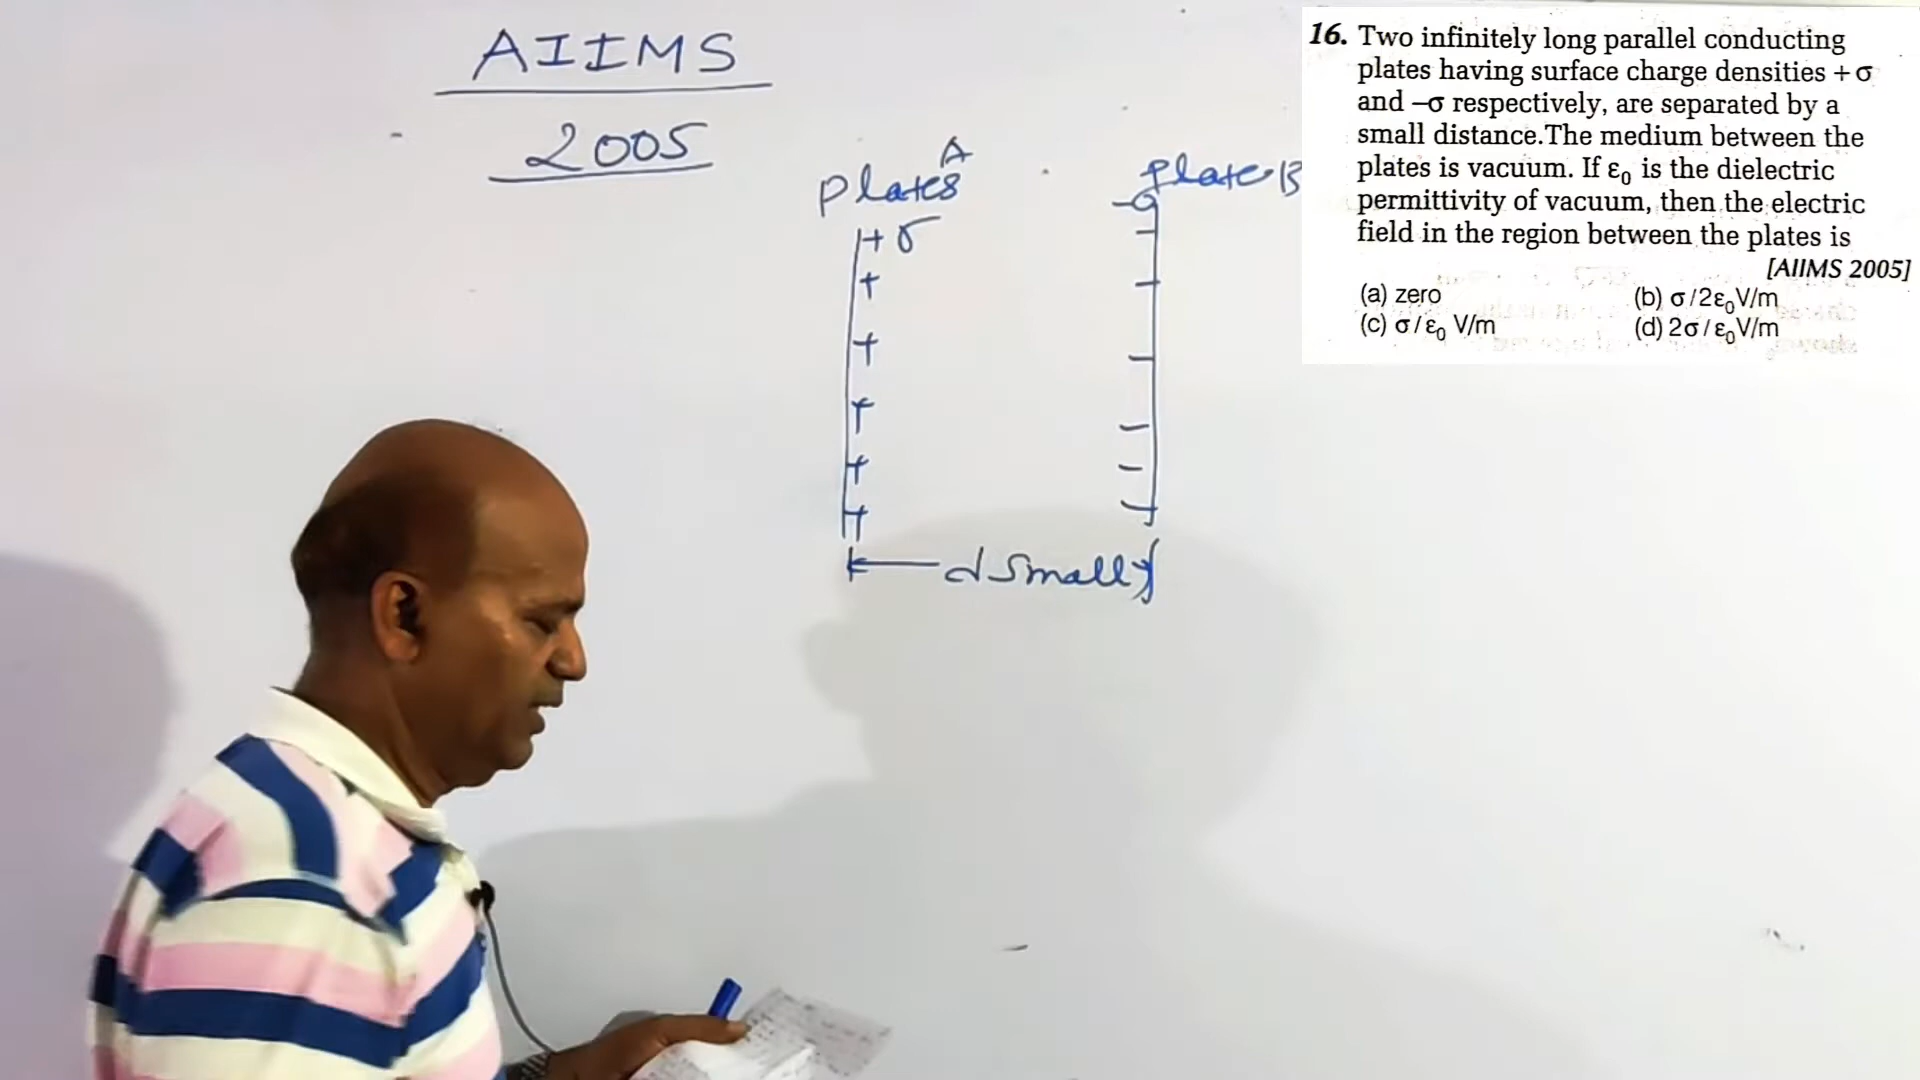 AIIMS
2005
plates A
plate B
+ σ
-σ
+
+
+
+
+
d small
16. Two infinitely long parallel conducting
plates having surface charge densities +σ
and –σ respectively, are separated by a
small distance.The medium between the
plates is vacuum. If ε₀ is the dielectric
permittivity of vacuum, then the electric
field in the region between the plates is
[AIIMS 2005]
(a) zero (b) σ/2ε₀V/m
(c) σ/ε₀ V/m (d) 2σ/ε₀V/m